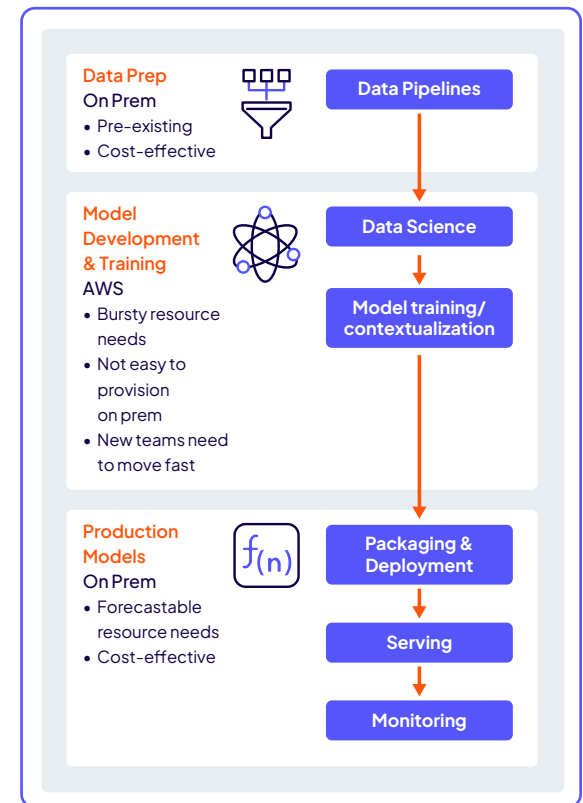 Data Prep
On Prem
• Pre-existing
• Cost-effective
Data Pipelines
Model
Development
& Training
AWS
• Bursty resource
needs
• Not easy to
provision
on prem
• New teams need
to move fast
Data Science
Model training/
contextualization
Production
Models
On Prem
• Forecastable
resource needs
• Cost-effective
f(n)
Packaging &
Deployment
Serving
Monitoring